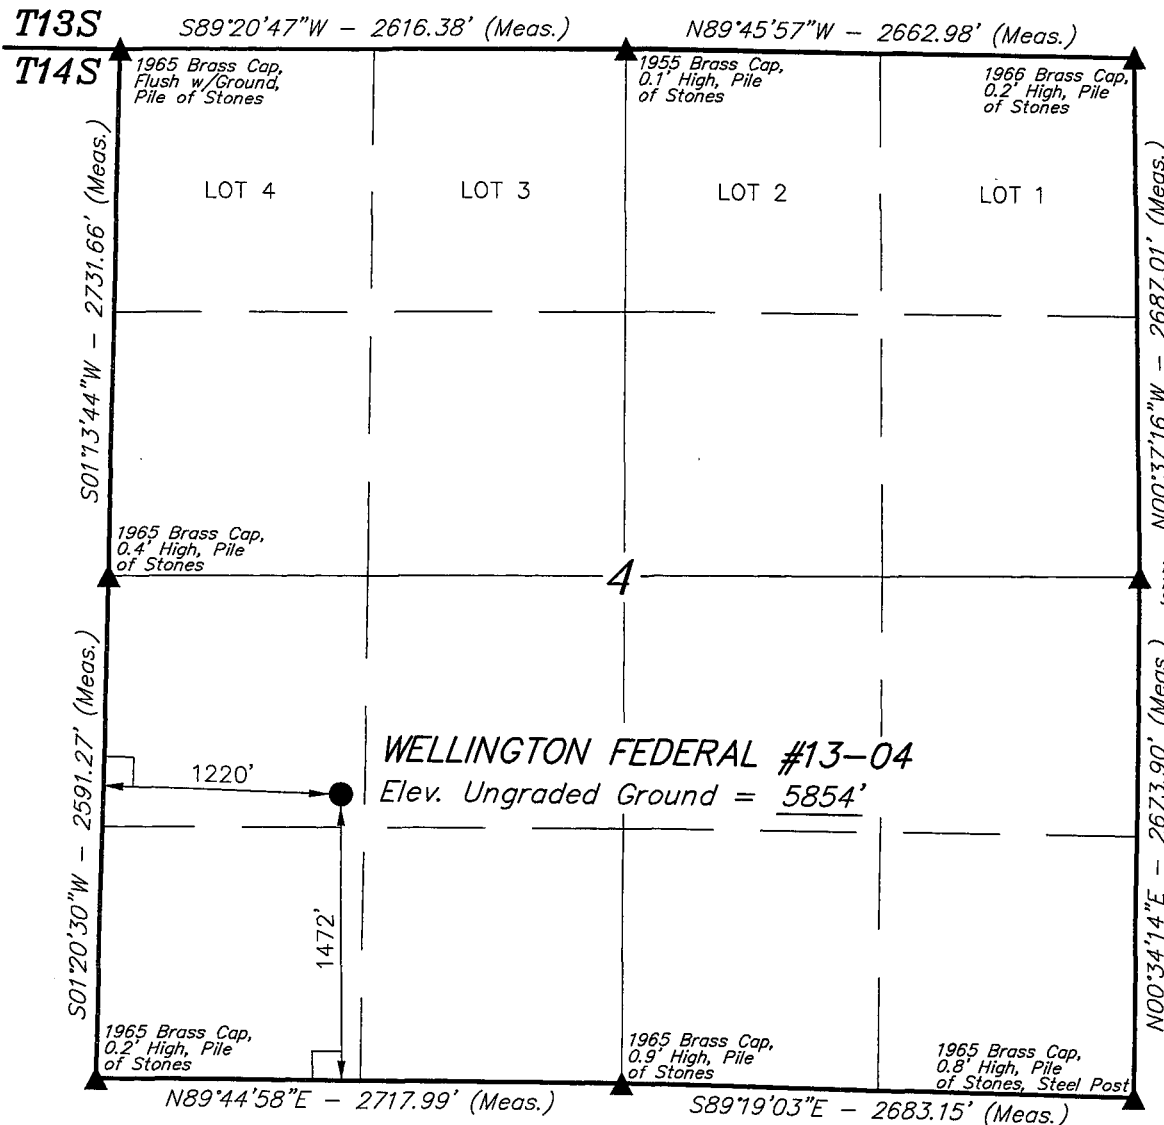 T13S
S89°20'47"W - 2616.38' (Meas.)
N89°45'57"W - 2662.98' (Meas.)
T14S
1965 Brass Cap,
Flush w/Ground,
Pile of Stones
1955 Brass Cap,
0.1' High, Pile
of Stones
1966 Brass Cap,
0.2' High, Pile
of Stones
LOT 4
LOT 3
LOT 2
LOT 1
S01°13'44"W - 2731.66' (Meas.)
N00°37'16"W - 2687.01' (Meas.)
1965 Brass Cap,
0.4' High, Pile
of Stones
4
S01°20'30"W - 2591.27' (Meas.)
N00°34'14"E - 2673.90' (Meas.)
WELLINGTON FEDERAL #13-04
Elev. Ungraded Ground = 5854'
1220'
1472'
1965 Brass Cap,
0.2' High, Pile
of Stones
1965 Brass Cap,
0.9' High, Pile
of Stones
1965 Brass Cap,
0.8' High, Pile
of Stones, Steel Post
N89°44'58"E - 2717.99' (Meas.)
S89°19'03"E - 2683.15' (Meas.)